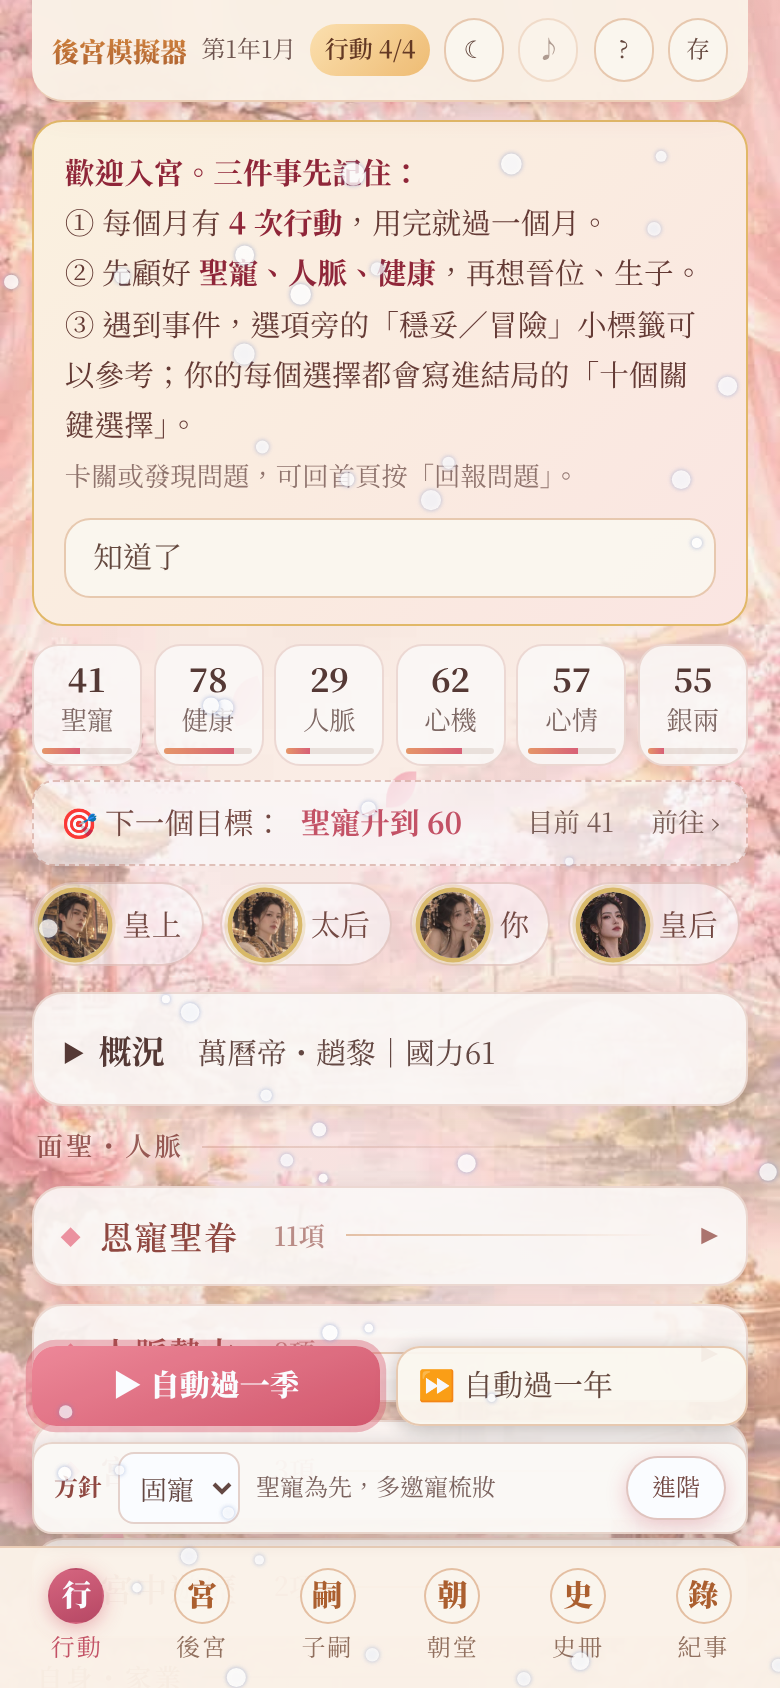 後宮模擬器 第1年1月 行動 4/4 ? 存
歡迎入宮。三件事先記住：
① 每個月有 4 次行動，用完就過一個月。
② 先顧好 聖寵、人脈、健康，再想晉位、生子。
③ 遇到事件，選項旁的「穩妥／冒險」小標籤可
以參考；你的每個選擇都會寫進結局的「十個關
鍵選擇」。
卡關或發現問題，可回首頁按「回報問題」。
知道了
41 78 29 62 57 55
聖寵 健康 人脈 心機 心情 銀兩
下一個目標： 聖寵升到 60 目前 41 前往 ›
皇上 太后 你 皇后
▶ 概況 萬曆帝・趙黎｜國力61
面聖・人脈
恩寵聖眷 11項 ▶
▶ 自動過一季 ⏩ 自動過一年
方針 固寵 聖寵為先，多邀寵梳妝 進階
行 宮 嗣 朝 史 錄
行動 後宮 子嗣 朝堂 史冊 紀事